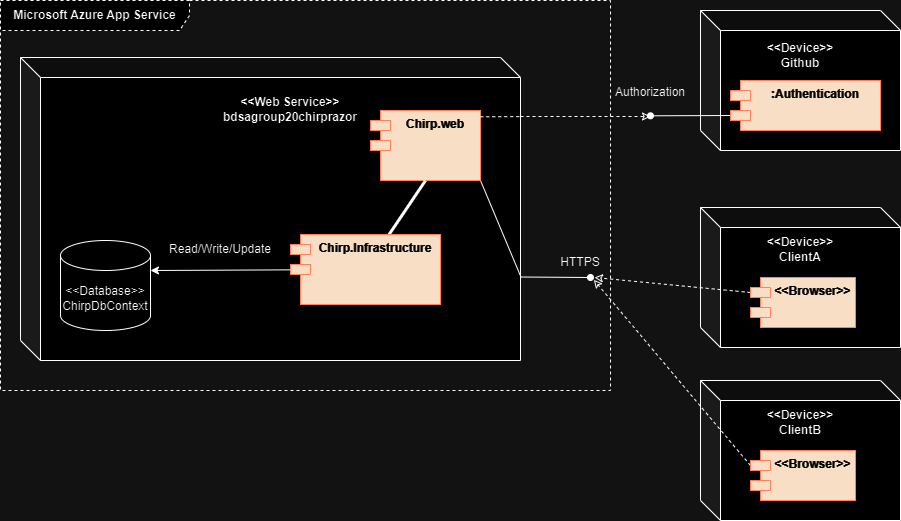 Microsoft Azure App Service
<<Web Service>>
bdsagroup20chirprazor
Chirp.web
Chirp.Infrastructure
Read/Write/Update
<<Database>>
ChirpDbContext
Authorization
<<Device>>
Github
:Authentication
HTTPS
<<Device>>
ClientA
<<Browser>>
<<Device>>
ClientB
<<Browser>>